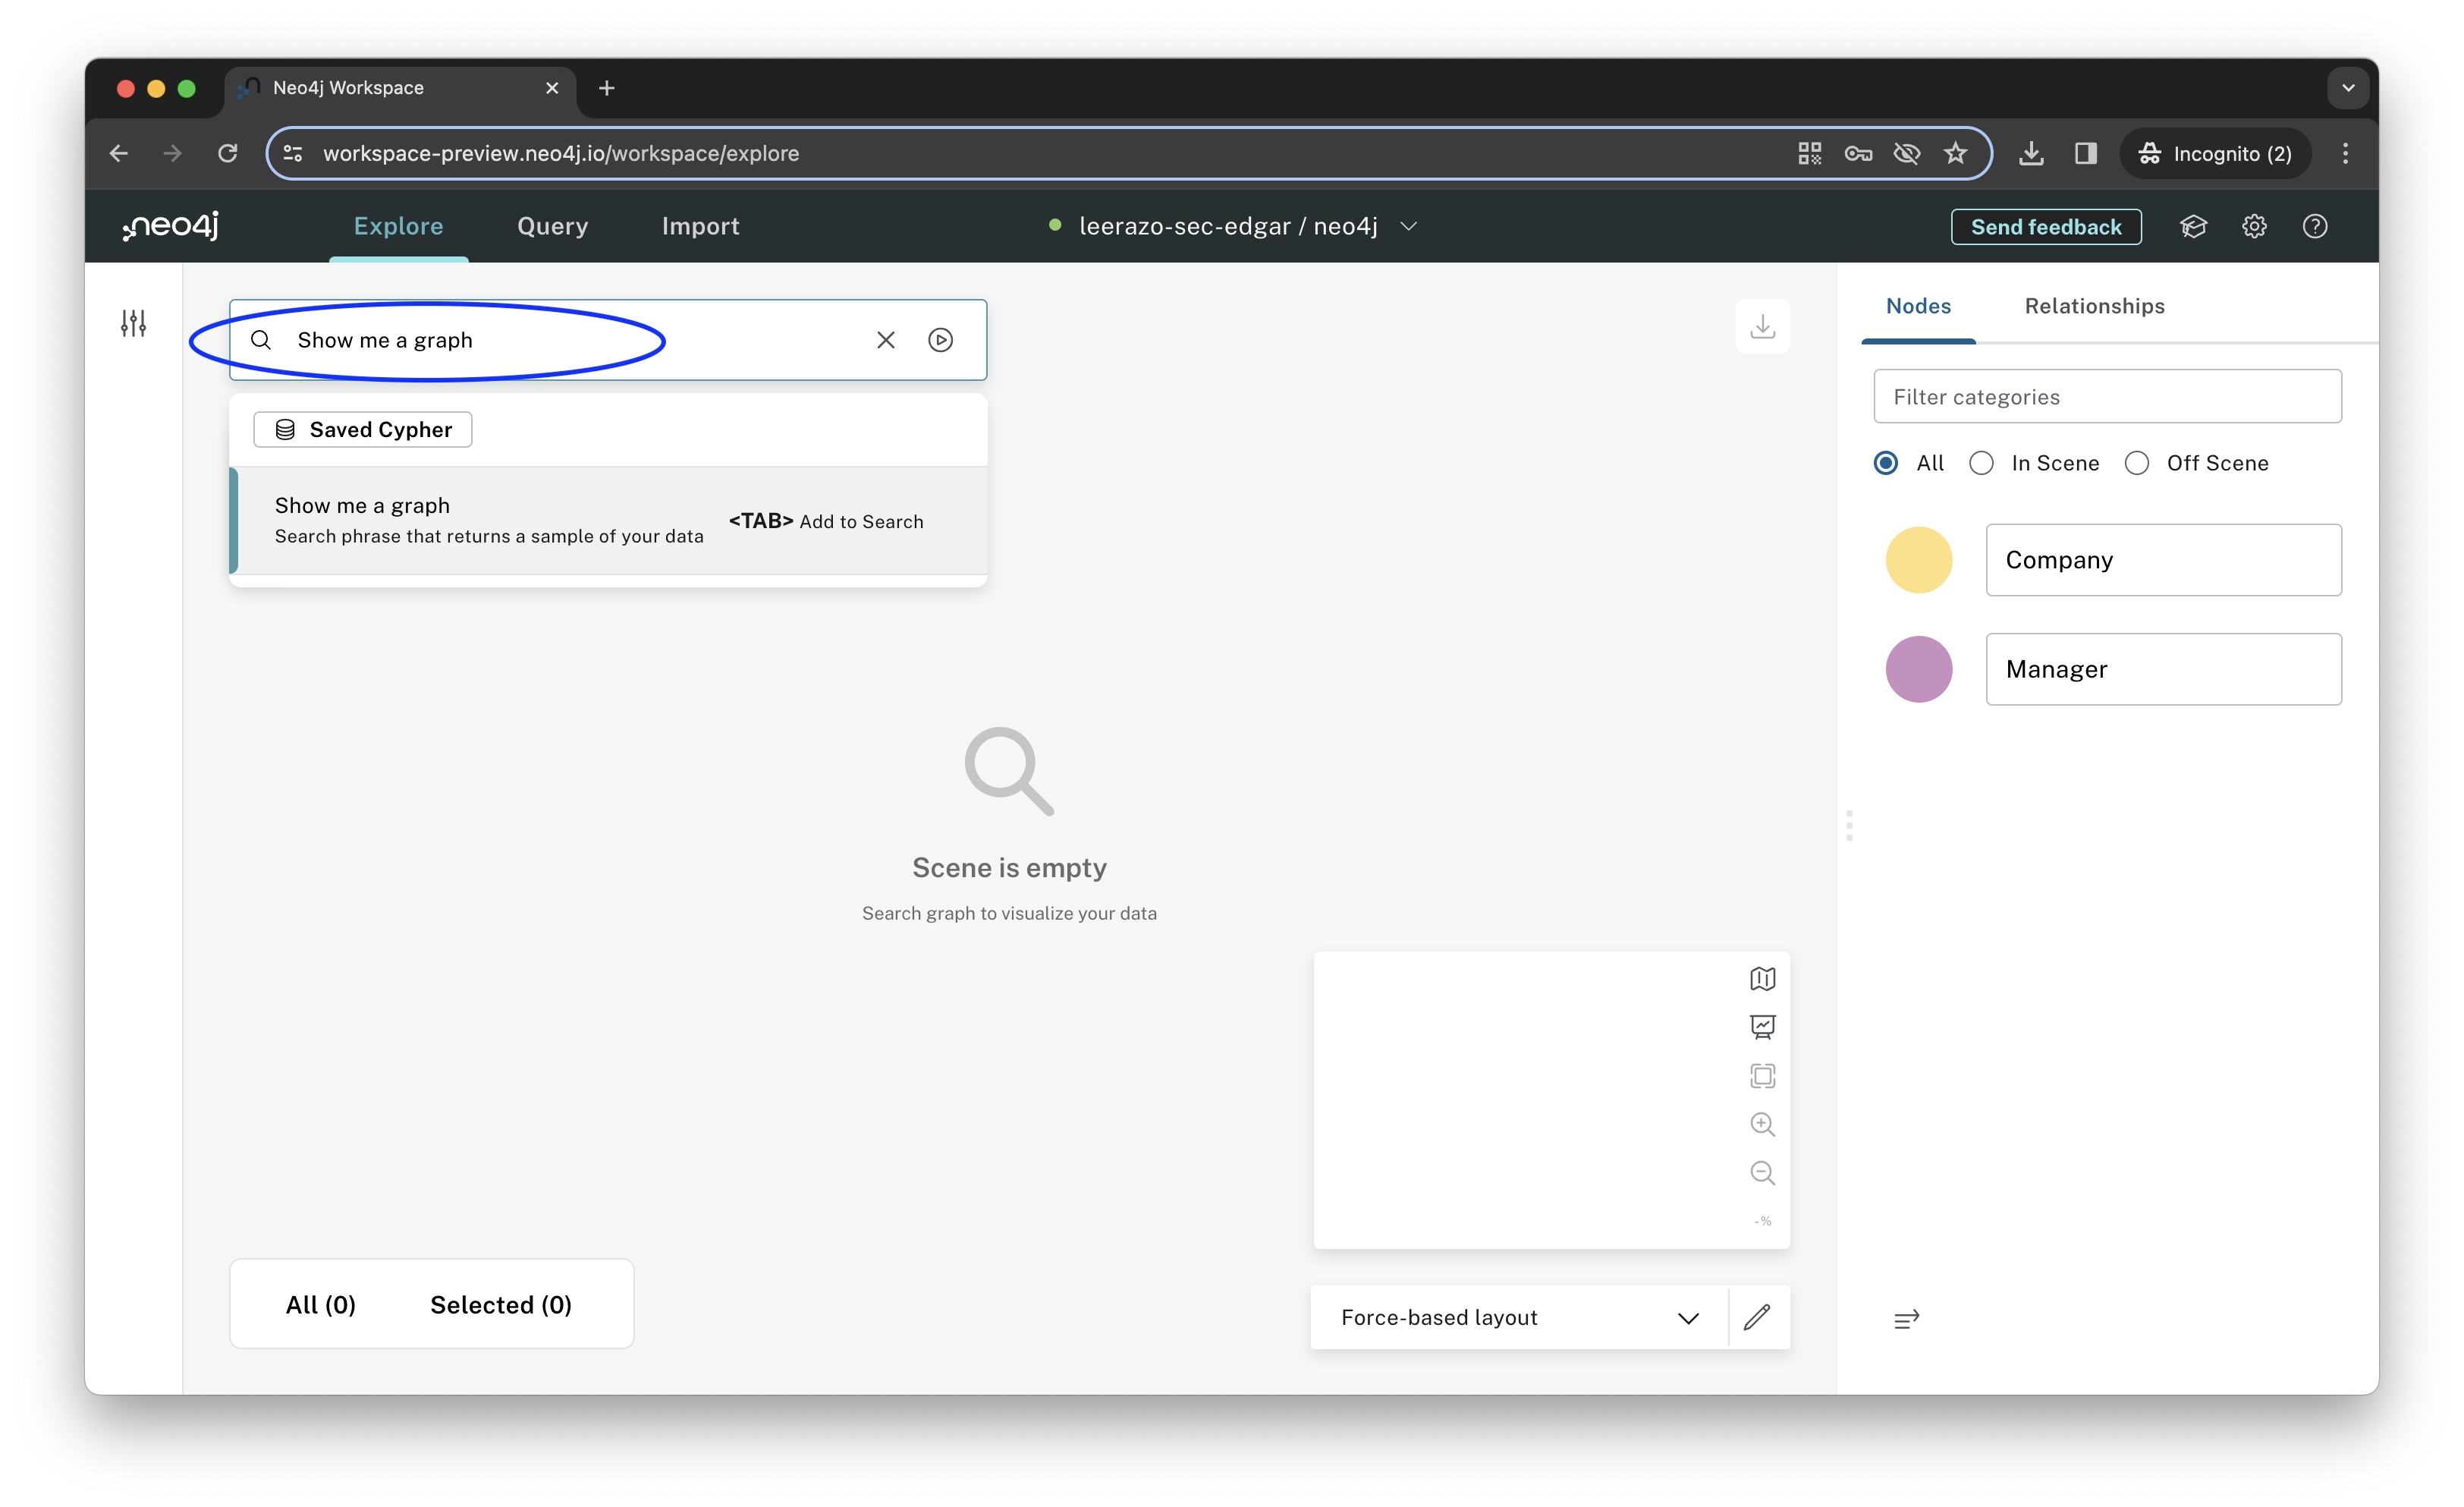 Neo4j Workspace
workspace-preview.neo4j.io/workspace/explore
Incognito (2)
neo4j
Explore
Query
Import
leerazo-sec-edgar / neo4j
Send feedback
Show me a graph
Saved Cypher
Show me a graph
Search phrase that returns a sample of your data
<TAB> Add to Search
Scene is empty
Search graph to visualize your data
All (0)
Selected (0)
- %
Force-based layout
Nodes
Relationships
Filter categories
All
In Scene
Off Scene
Company
Manager